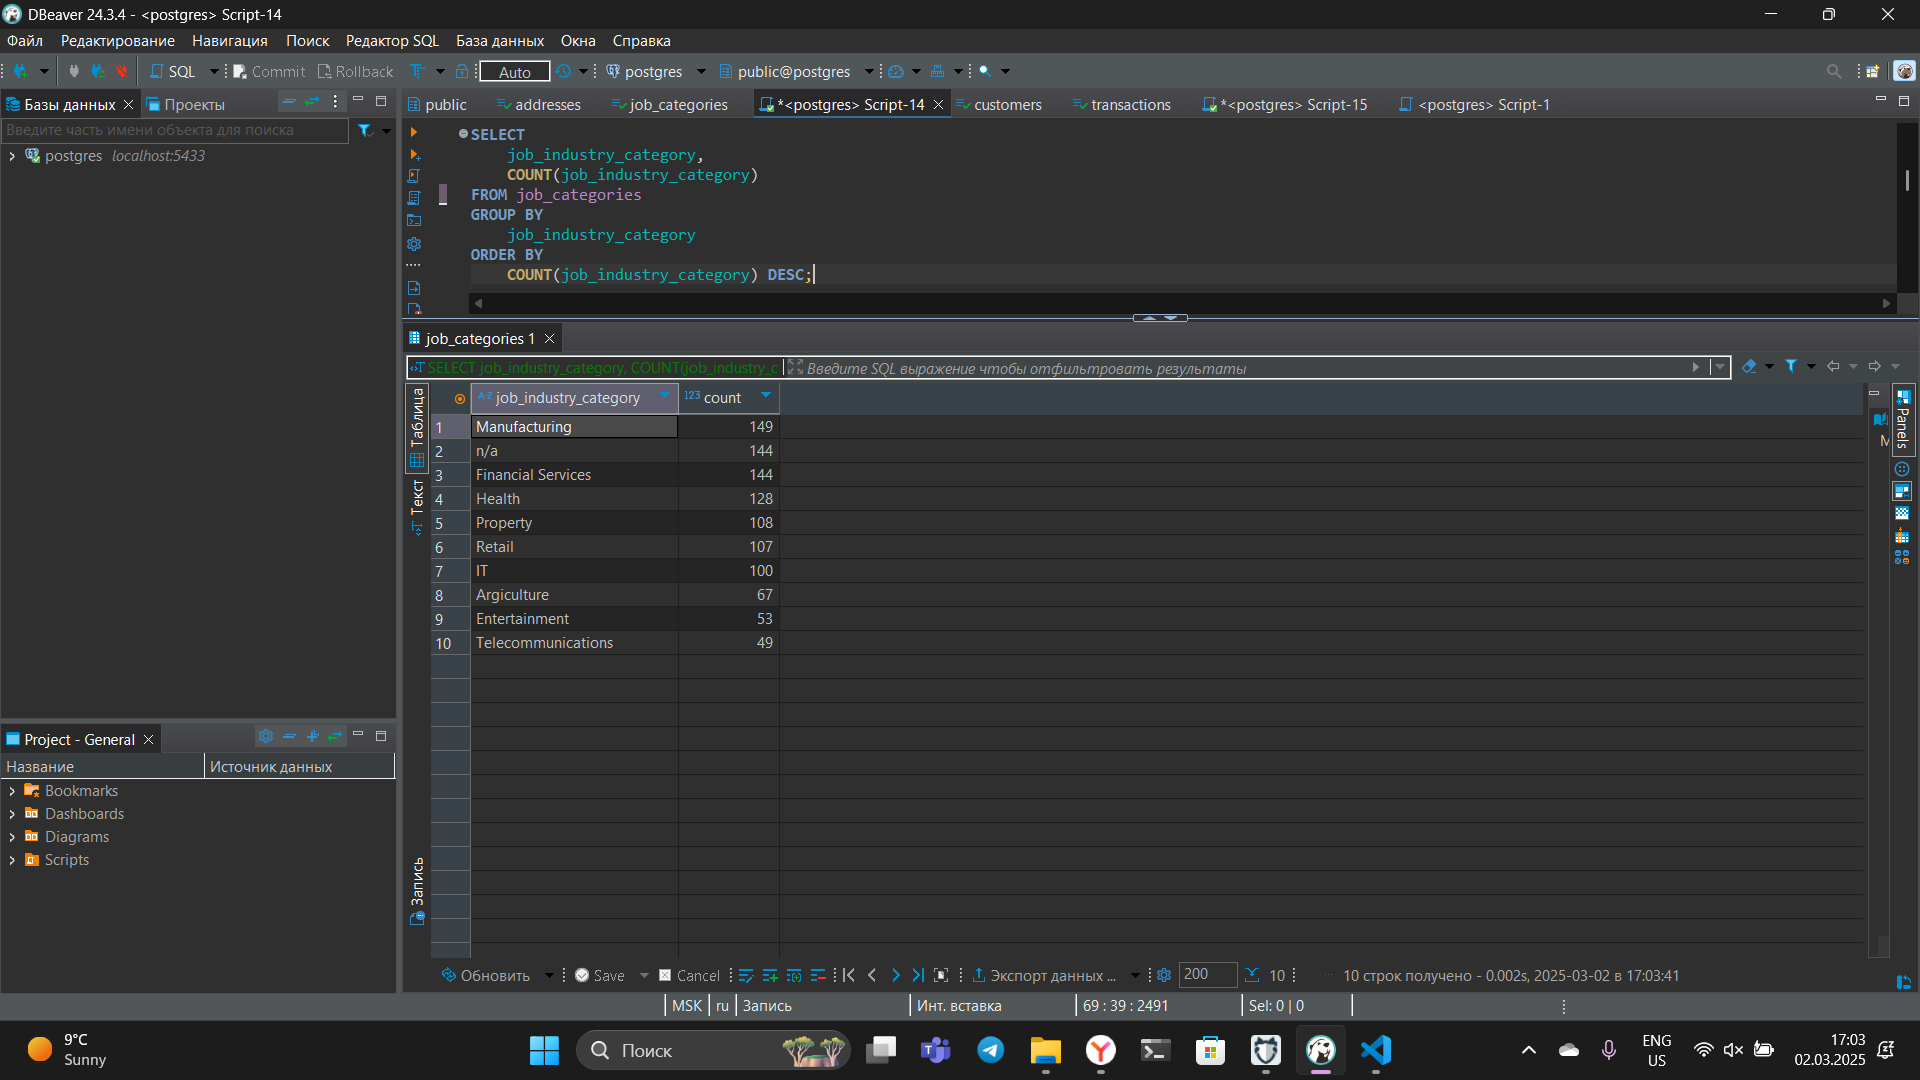 DBeaver 24.3.4 - <postgres> Script-14
Файл Редактирование Навигация Поиск Редактор SQL База данных Окна Справка
SQL Commit Rollback Auto postgres public@postgres
Базы данных Проекты
public addresses job_categories *<postgres> Script-14 customers transactions *<postgres> Script-15 <postgres> Script-1
Введите часть имени объекта для поиска
postgres localhost:5433
SELECT
job_industry_category,
COUNT(job_industry_category)
FROM job_categories
GROUP BY
job_industry_category
ORDER BY
COUNT(job_industry_category) DESC;
job_categories 1
SELECT job_industry_category, COUNT(job_industry_c Введите SQL выражение чтобы отфильтровать результаты
Таблица
Текст
Запись
Panels
job_industry_category 123 count
1 Manufacturing 149
2 n/a 144
3 Financial Services 144
4 Health 128
5 Property 108
6 Retail 107
7 IT 100
8 Argiculture 67
9 Entertainment 53
10 Telecommunications 49
M
Project - General
Название Источник данных
Bookmarks
Dashboards
Diagrams
Scripts
Обновить Save Cancel Экспорт данных ... 200 10 10 строк получено - 0.002s, 2025-03-02 в 17:03:41
MSK ru Запись Инт. вставка 69 : 39 : 2491 Sel: 0 | 0
9°C
Sunny
Поиск
ENG
US
17:03
02.03.2025